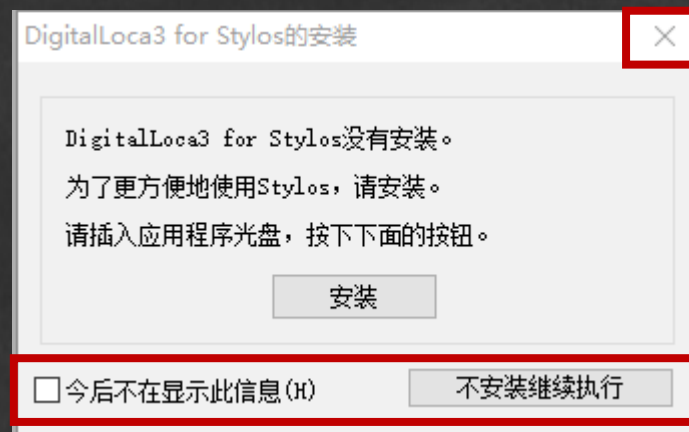 DigitalLoca3 for Stylos的安装
DigitalLoca3 for Stylos没有安装。
为了更方便地使用Stylos，请安装。
请插入应用程序光盘，按下下面的按钮。
安装
今后不在显示此信息(H)
不安装继续执行